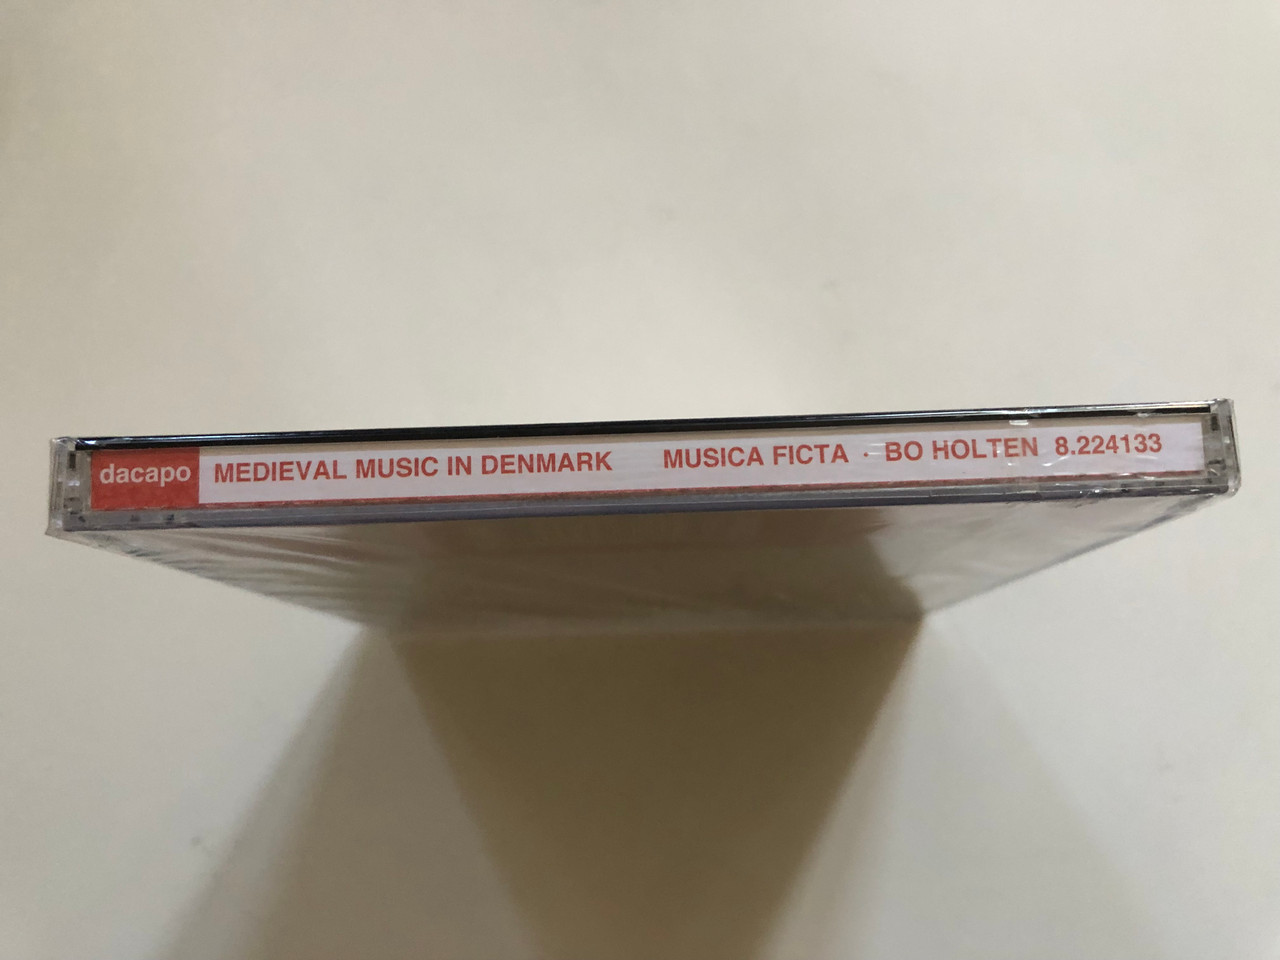 dacapo MEDIEVAL MUSIC IN DENMARK MUSICA FICTA · BO HOLTEN 8.224133